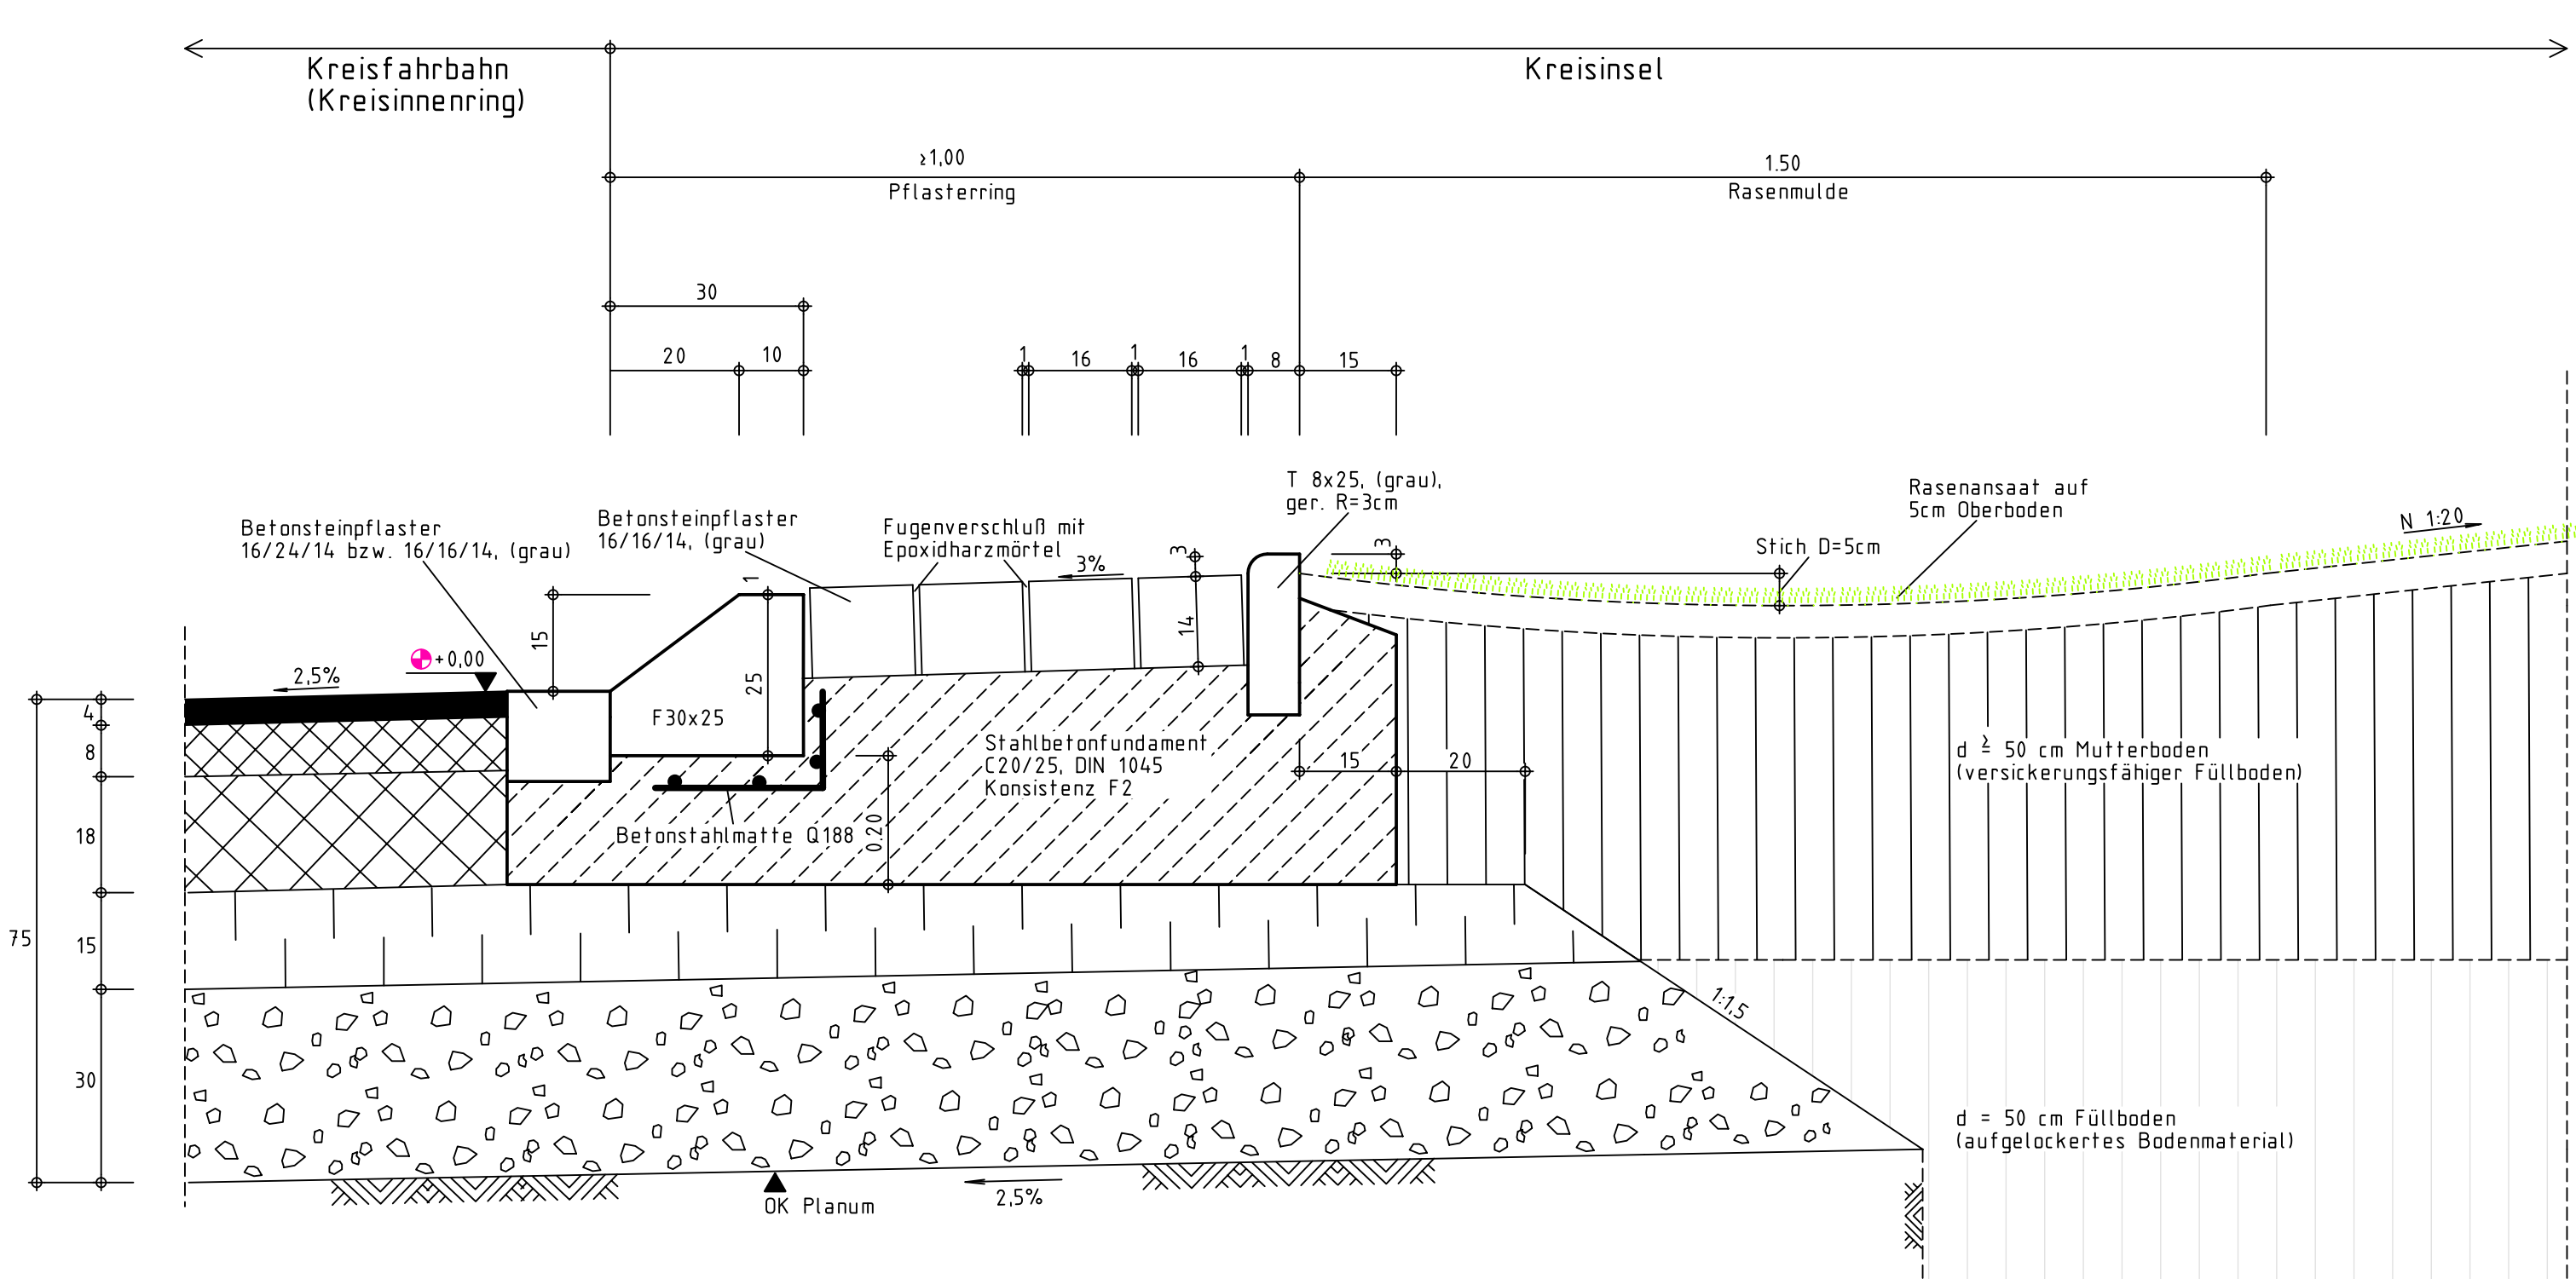 Kreisfahrbahn
(Kreisinnenring)
Kreisinsel
≥1,00
Pflasterring
1.50
Rasenmulde
30
20
10
1
16
1
16
1
8
15
T 8x25, (grau),
ger. R=3cm
Rasenansaat auf
5cm Oberboden
N 1:20
Betonsteinpflaster
16/24/14 bzw. 16/16/14, (grau)
Betonsteinpflaster
16/16/14, (grau)
Fugenverschluß mit
Epoxidharzmörtel
3%
3
3
Stich D=5cm
1
15
14
25
+0,00
2,5%
F30x25
4
8
18
15
30
75
Stahlbetonfundament
C20/25, DIN 1045
Konsistenz F2
15
20
d ≥ 50 cm Mutterboden
(versickerungsfähiger Füllboden)
Betonstahlmatte Q188
0.20
1:1,5
d = 50 cm Füllboden
(aufgelockertes Bodenmaterial)
OK Planum
2,5%